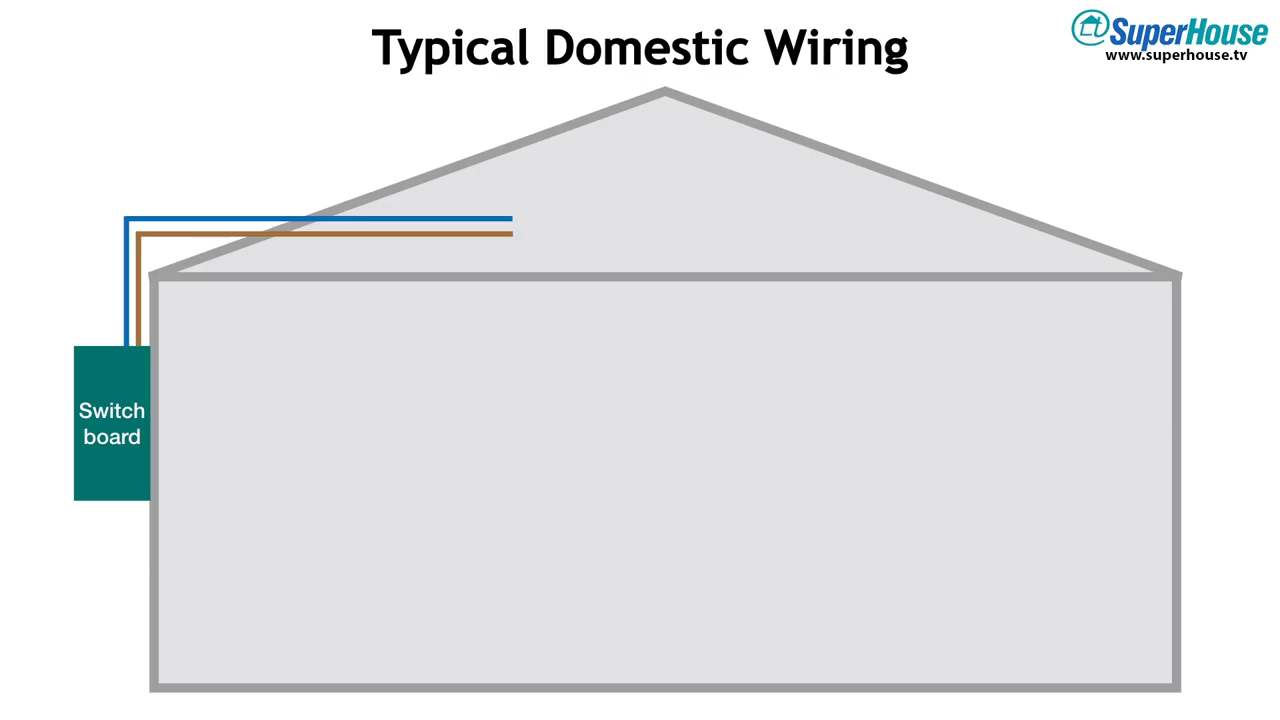 Typical Domestic Wiring
SuperHouse
www.superhouse.tv
Switch
board